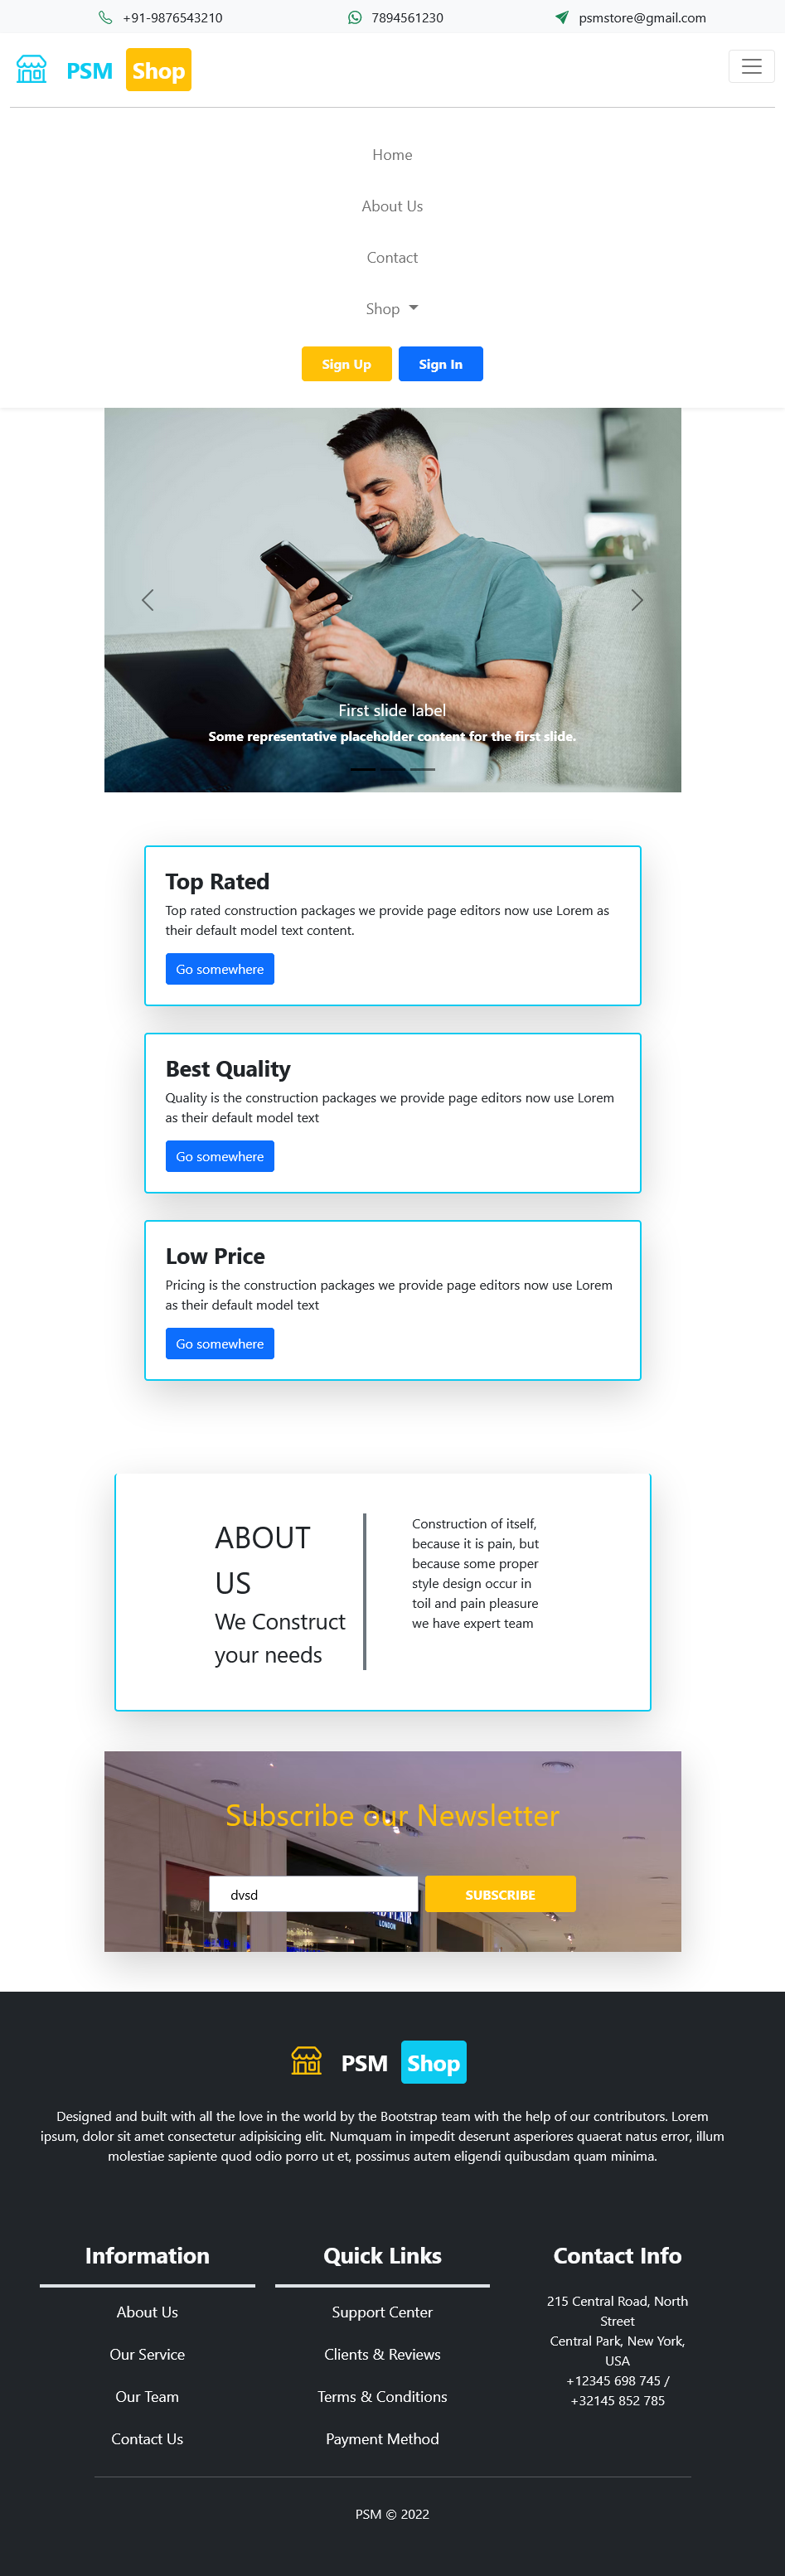 +91-9876543210 7894561230 psmstore@gmail.com
PSM Shop
Home
About Us
Contact
Shop
Sign Up Sign In
First slide label
Some representative placeholder content for the first slide.
Top Rated
Top rated construction packages we provide page editors now use Lorem as
their default model text content.
Go somewhere
Best Quality
Quality is the construction packages we provide page editors now use Lorem
as their default model text
Go somewhere
Low Price
Pricing is the construction packages we provide page editors now use Lorem
as their default model text
Go somewhere
ABOUT
US
We Construct
your needs
Construction of itself,
because it is pain, but
because some proper
style design occur in
toil and pain pleasure
we have expert team
Subscribe our Newsletter
dvsd SUBSCRIBE
LONDON
PSM Shop
Designed and built with all the love in the world by the Bootstrap team with the help of our contributors. Lorem
ipsum, dolor sit amet consectetur adipisicing elit. Numquam in impedit deserunt asperiores quaerat natus error, illum
molestiae sapiente quod odio porro ut et, possimus autem eligendi quibusdam quam minima.
Information
About Us
Our Service
Our Team
Contact Us
Quick Links
Support Center
Clients & Reviews
Terms & Conditions
Payment Method
Contact Info
215 Central Road, North
Street
Central Park, New York,
USA
+12345 698 745 /
+32145 852 785
PSM © 2022